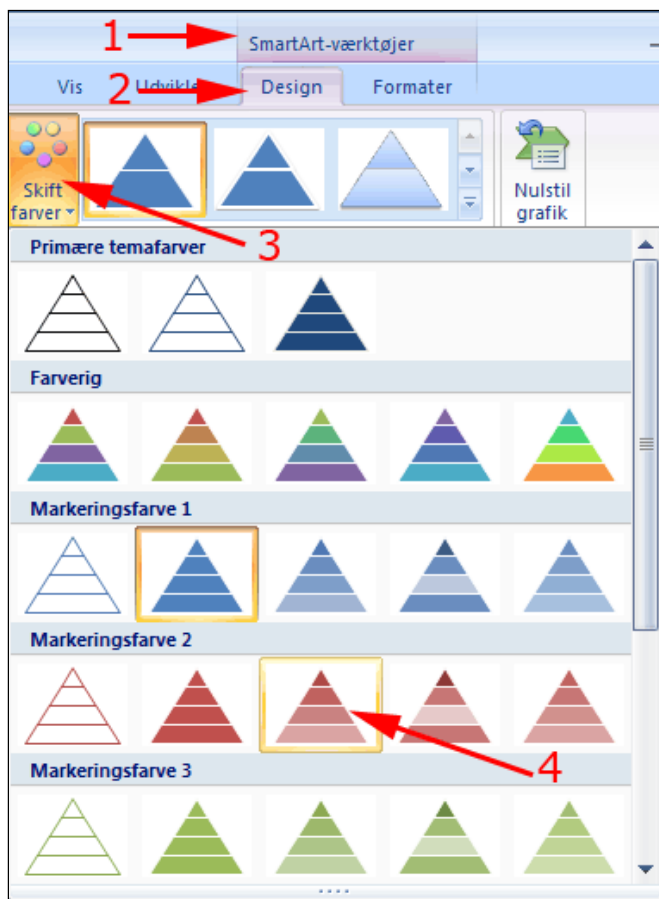 1
SmartArt-værktøjer
Vis
Udvikle
2
Design
Formater
Skift
farver
Nulstil
grafik
3
Primære temafarver
Farverig
Markeringsfarve 1
Markeringsfarve 2
4
Markeringsfarve 3